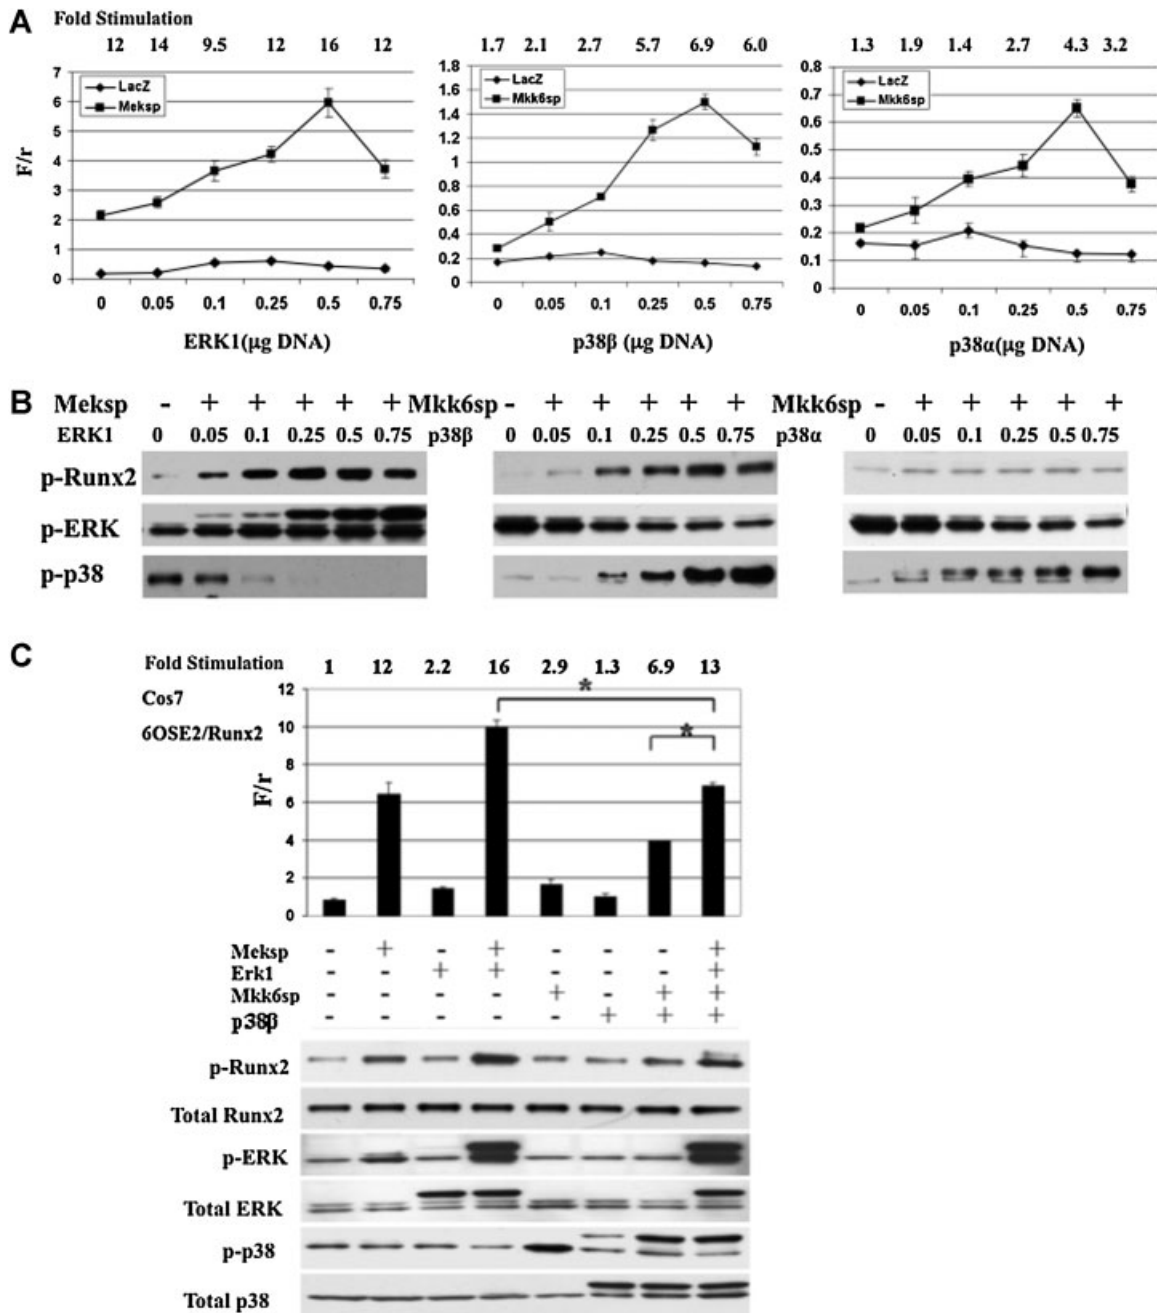 A
Fold Stimulation
12 14 9.5 12 16 12
1.7 2.1 2.7 5.7 6.9 6.0
1.3 1.9 1.4 2.7 4.3 3.2
F/r
7
6
5
4
3
2
1
0
LacZ
Meksp
0 0.05 0.1 0.25 0.5 0.75
ERK1(µg DNA)
1.8
1.6
1.4
1.2
1
0.8
0.6
0.4
0.2
0
LacZ
Mkk6sp
0 0.05 0.1 0.25 0.5 0.75
p38β (µg DNA)
0.8
0.7
0.6
0.5
0.4
0.3
0.2
0.1
0
LacZ
Mkk6sp
0 0.05 0.1 0.25 0.5 0.75
p38α(µg DNA)
B
Meksp - + + + + + Mkk6sp - + + + + + Mkk6sp - + + + + +
ERK1 0 0.05 0.1 0.25 0.5 0.75 p38β 0 0.05 0.1 0.25 0.5 0.75 p38α 0 0.05 0.1 0.25 0.5 0.75
p-Runx2
p-ERK
p-p38
C
Fold Stimulation 1 12 2.2 16 2.9 1.3 6.9 13
Cos7
6OSE2/Runx2
F/r
12
10
8
6
4
2
0
*
*
Meksp - + - + - - - +
Erk1 - - + + - - - +
Mkk6sp - - - - + - + +
p38β - - - - - + + +
p-Runx2
Total Runx2
p-ERK
Total ERK
p-p38
Total p38